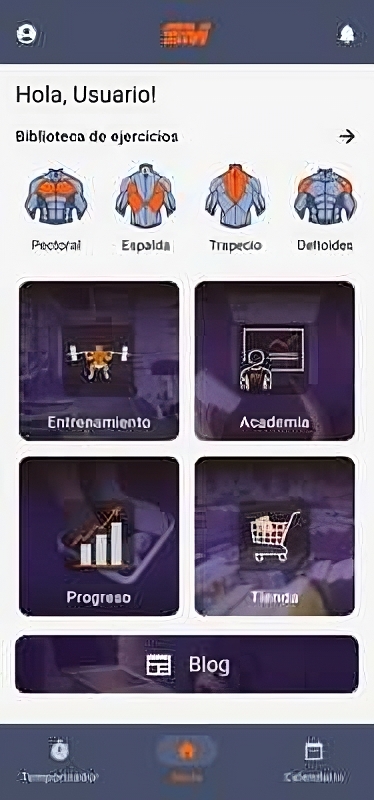 Hola, Usuario!
Biblioteca de ejercicios
Pectoral Espalda Trapecio Deltoides
Entrenamiento Academia
Progreso Tienda
Blog
Temporizador Inicio Calendario